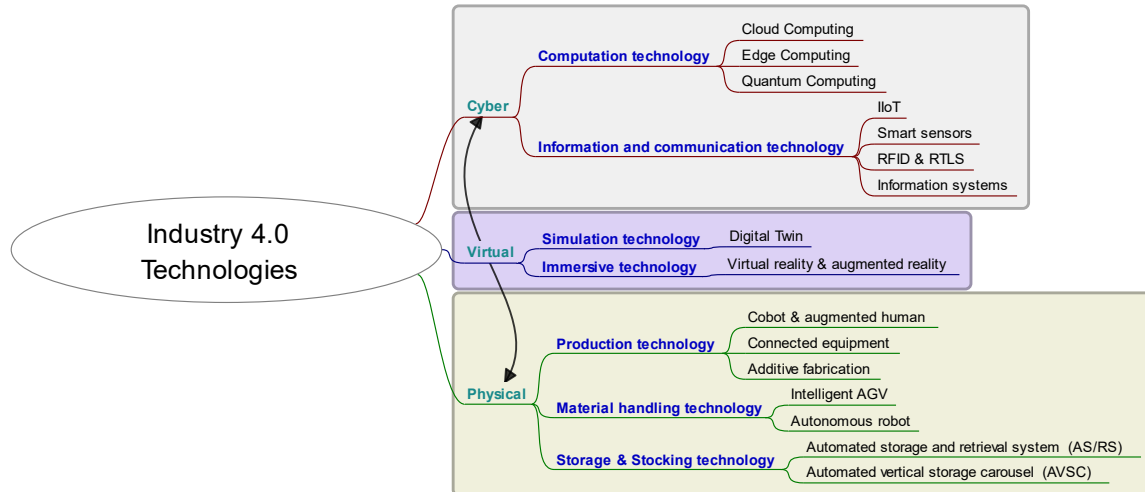 Industry 4.0
Technologies
Cyber
Computation technology
Cloud Computing
Edge Computing
Quantum Computing
Information and communication technology
IIoT
Smart sensors
RFID & RTLS
Information systems
Virtual
Simulation technology
Digital Twin
Immersive technology
Virtual reality & augmented reality
Physical
Production technology
Cobot & augmented human
Connected equipment
Additive fabrication
Material handling technology
Intelligent AGV
Autonomous robot
Storage & Stocking technology
Automated storage and retrieval system (AS/RS)
Automated vertical storage carousel (AVSC)